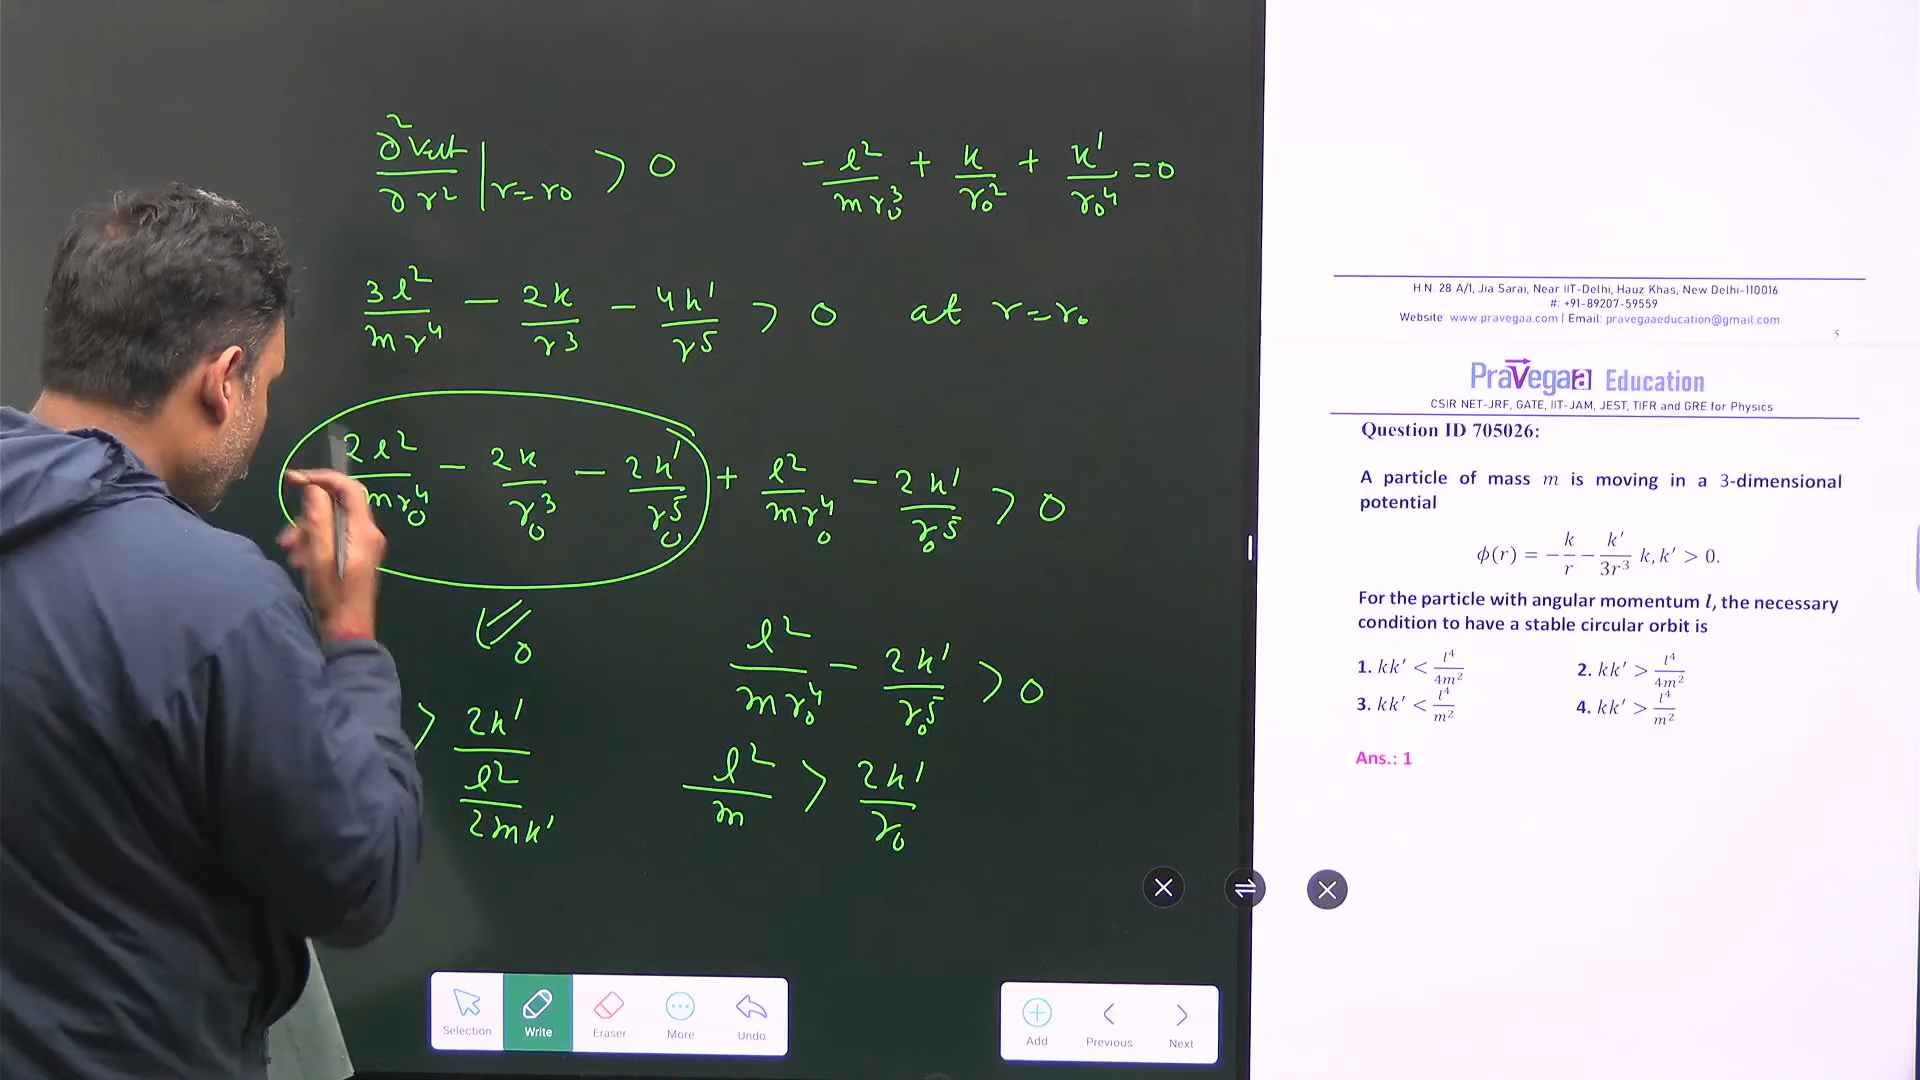 ∂²Veff/∂r² |r=r₀ > 0
-l²/mr₀³ + k/r₀² + k'/r₀⁴ = 0
3l²/mr⁴ - 2k/r³ - 4k'/r⁵ > 0 at r=r₀
2l²/mr₀⁴ - 2k/r₀³ - 2k'/r₀⁵ + l²/mr₀⁴ - 2k'/r₀⁵ > 0
0
l²/mr₀⁴ - 2k'/r₀⁵ > 0
> 2k'
l²/2mk'
l²/m > 2k'/r₀
Selection
Write
Eraser
More
Undo
Add
Previous
Next
H.N. 28 A/1, Jia Sarai, Near IIT-Delhi, Hauz Khas, New Delhi-110016
#: +91-89207-59559
Website: www.pravegaa.com | Email: pravegaaeducation@gmail.com
5
Pravegaa Education
CSIR NET-JRF, GATE, IIT-JAM, JEST, TIFR and GRE for Physics
Question ID 705026:
A particle of mass m is moving in a 3-dimensional
potential
ϕ(r) = -k/r - k'/3r³ k, k' > 0.
For the particle with angular momentum l, the necessary
condition to have a stable circular orbit is
1. kk' < l⁴/4m² 2. kk' > l⁴/4m²
3. kk' < l⁴/m² 4. kk' > l⁴/m²
Ans.: 1